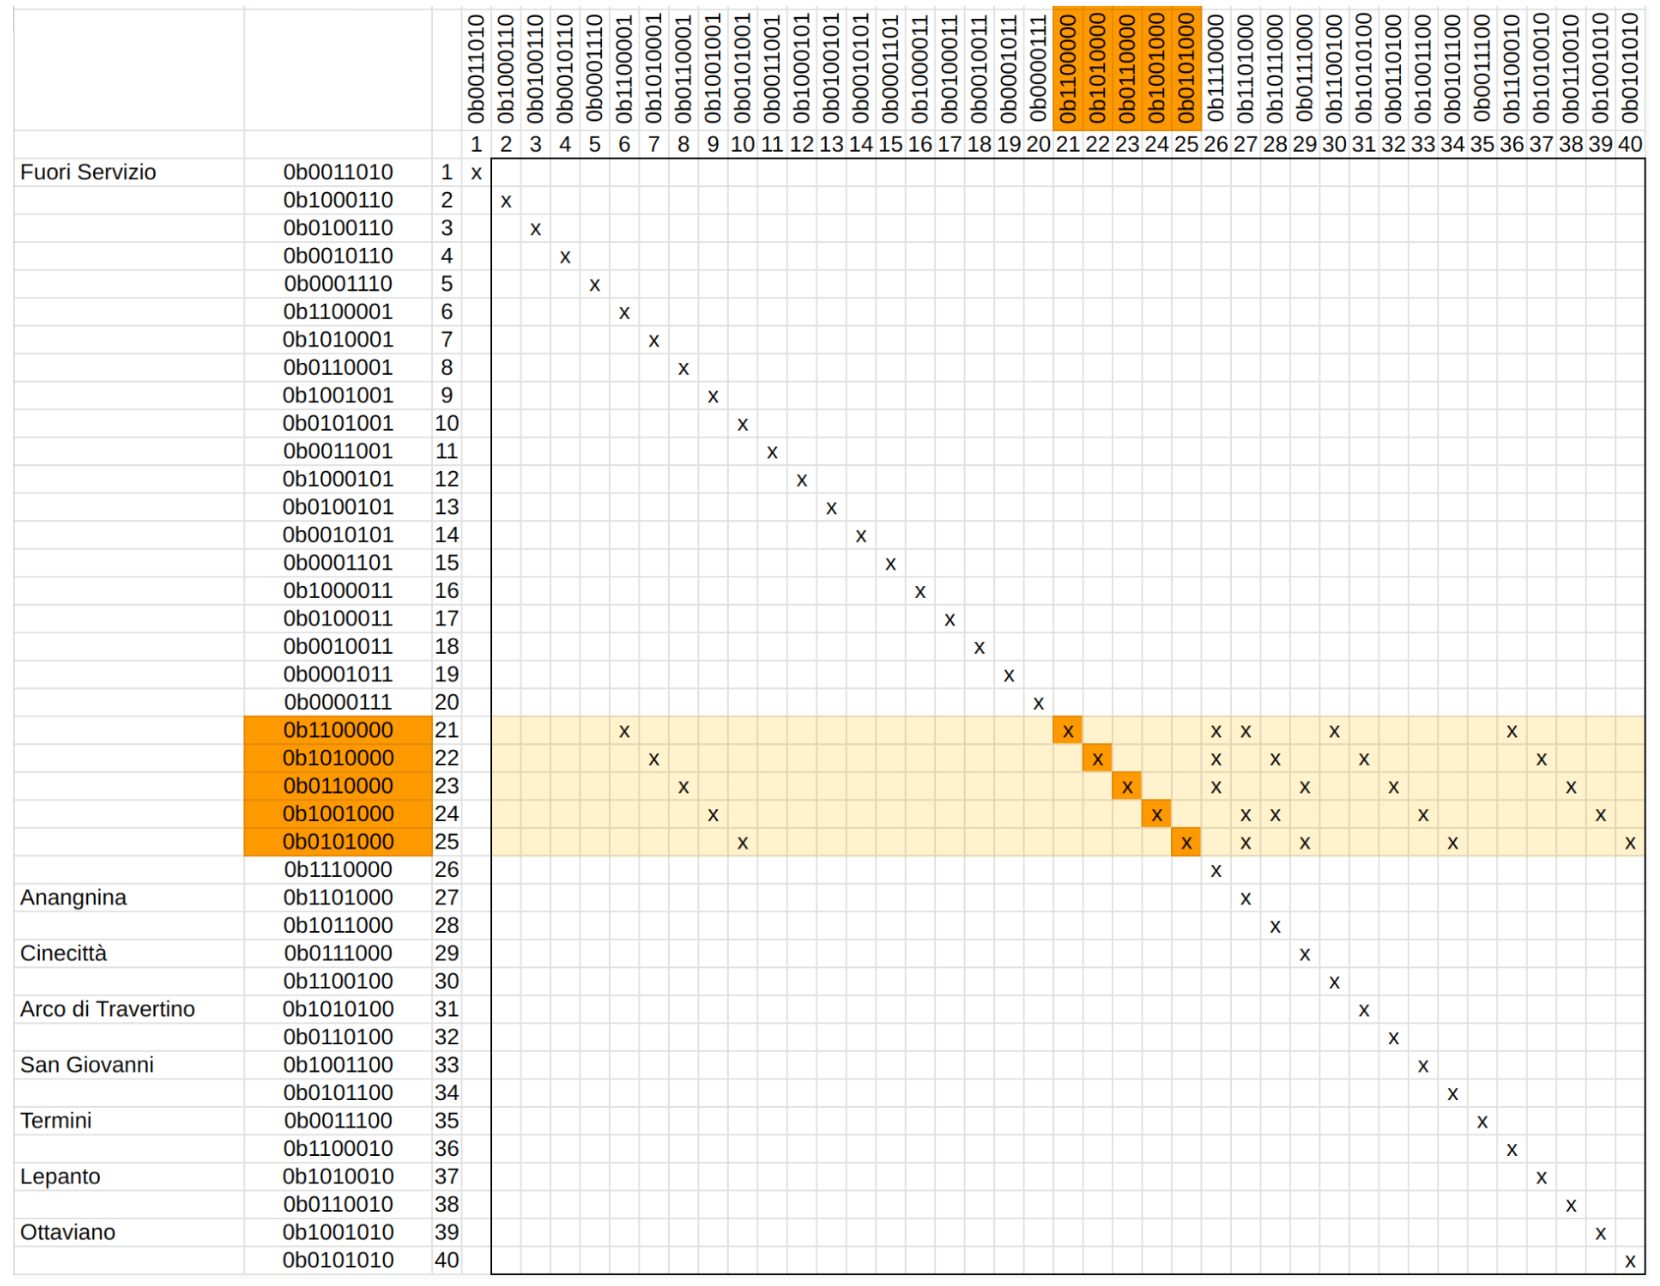 0b0011010 0b1000110 0b0100110 0b0010110 0b0001110 0b1100001 0b1010001 0b0110001 0b1001001 0b0101001 0b0011001 0b1000101 0b0100101 0b0010101 0b0001101 0b1000011 0b0100011 0b0010011 0b0001011 0b0000111 0b1100000 0b1010000 0b0110000 0b1001000 0b0101000 0b1110000 0b1101000 0b1011000 0b0111000 0b1100100 0b1010100 0b0110100 0b1001100 0b0101100 0b0011100 0b1100010 0b1010010 0b0110010 0b1001010 0b0101010
1 2 3 4 5 6 7 8 9 10 11 12 13 14 15 16 17 18 19 20 21 22 23 24 25 26 27 28 29 30 31 32 33 34 35 36 37 38 39 40
Fuori Servizio 0b0011010 1 x
0b1000110 2 x
0b0100110 3 x
0b0010110 4 x
0b0001110 5 x
0b1100001 6 x
0b1010001 7 x
0b0110001 8 x
0b1001001 9 x
0b0101001 10 x
0b0011001 11 x
0b1000101 12 x
0b0100101 13 x
0b0010101 14 x
0b0001101 15 x
0b1000011 16 x
0b0100011 17 x
0b0010011 18 x
0b0001011 19 x
0b0000111 20 x
0b1100000 21 x x x x x x
0b1010000 22 x x x x x x
0b0110000 23 x x x x x x
0b1001000 24 x x x x x x
0b0101000 25 x x x x x x
0b1110000 26 x
Anangnina 0b1101000 27 x
0b1011000 28 x
Cinecittà 0b0111000 29 x
0b1100100 30 x
Arco di Travertino 0b1010100 31 x
0b0110100 32 x
San Giovanni 0b1001100 33 x
0b0101100 34 x
Termini 0b0011100 35 x
0b1100010 36 x
Lepanto 0b1010010 37 x
0b0110010 38 x
Ottaviano 0b1001010 39 x
0b0101010 40 x